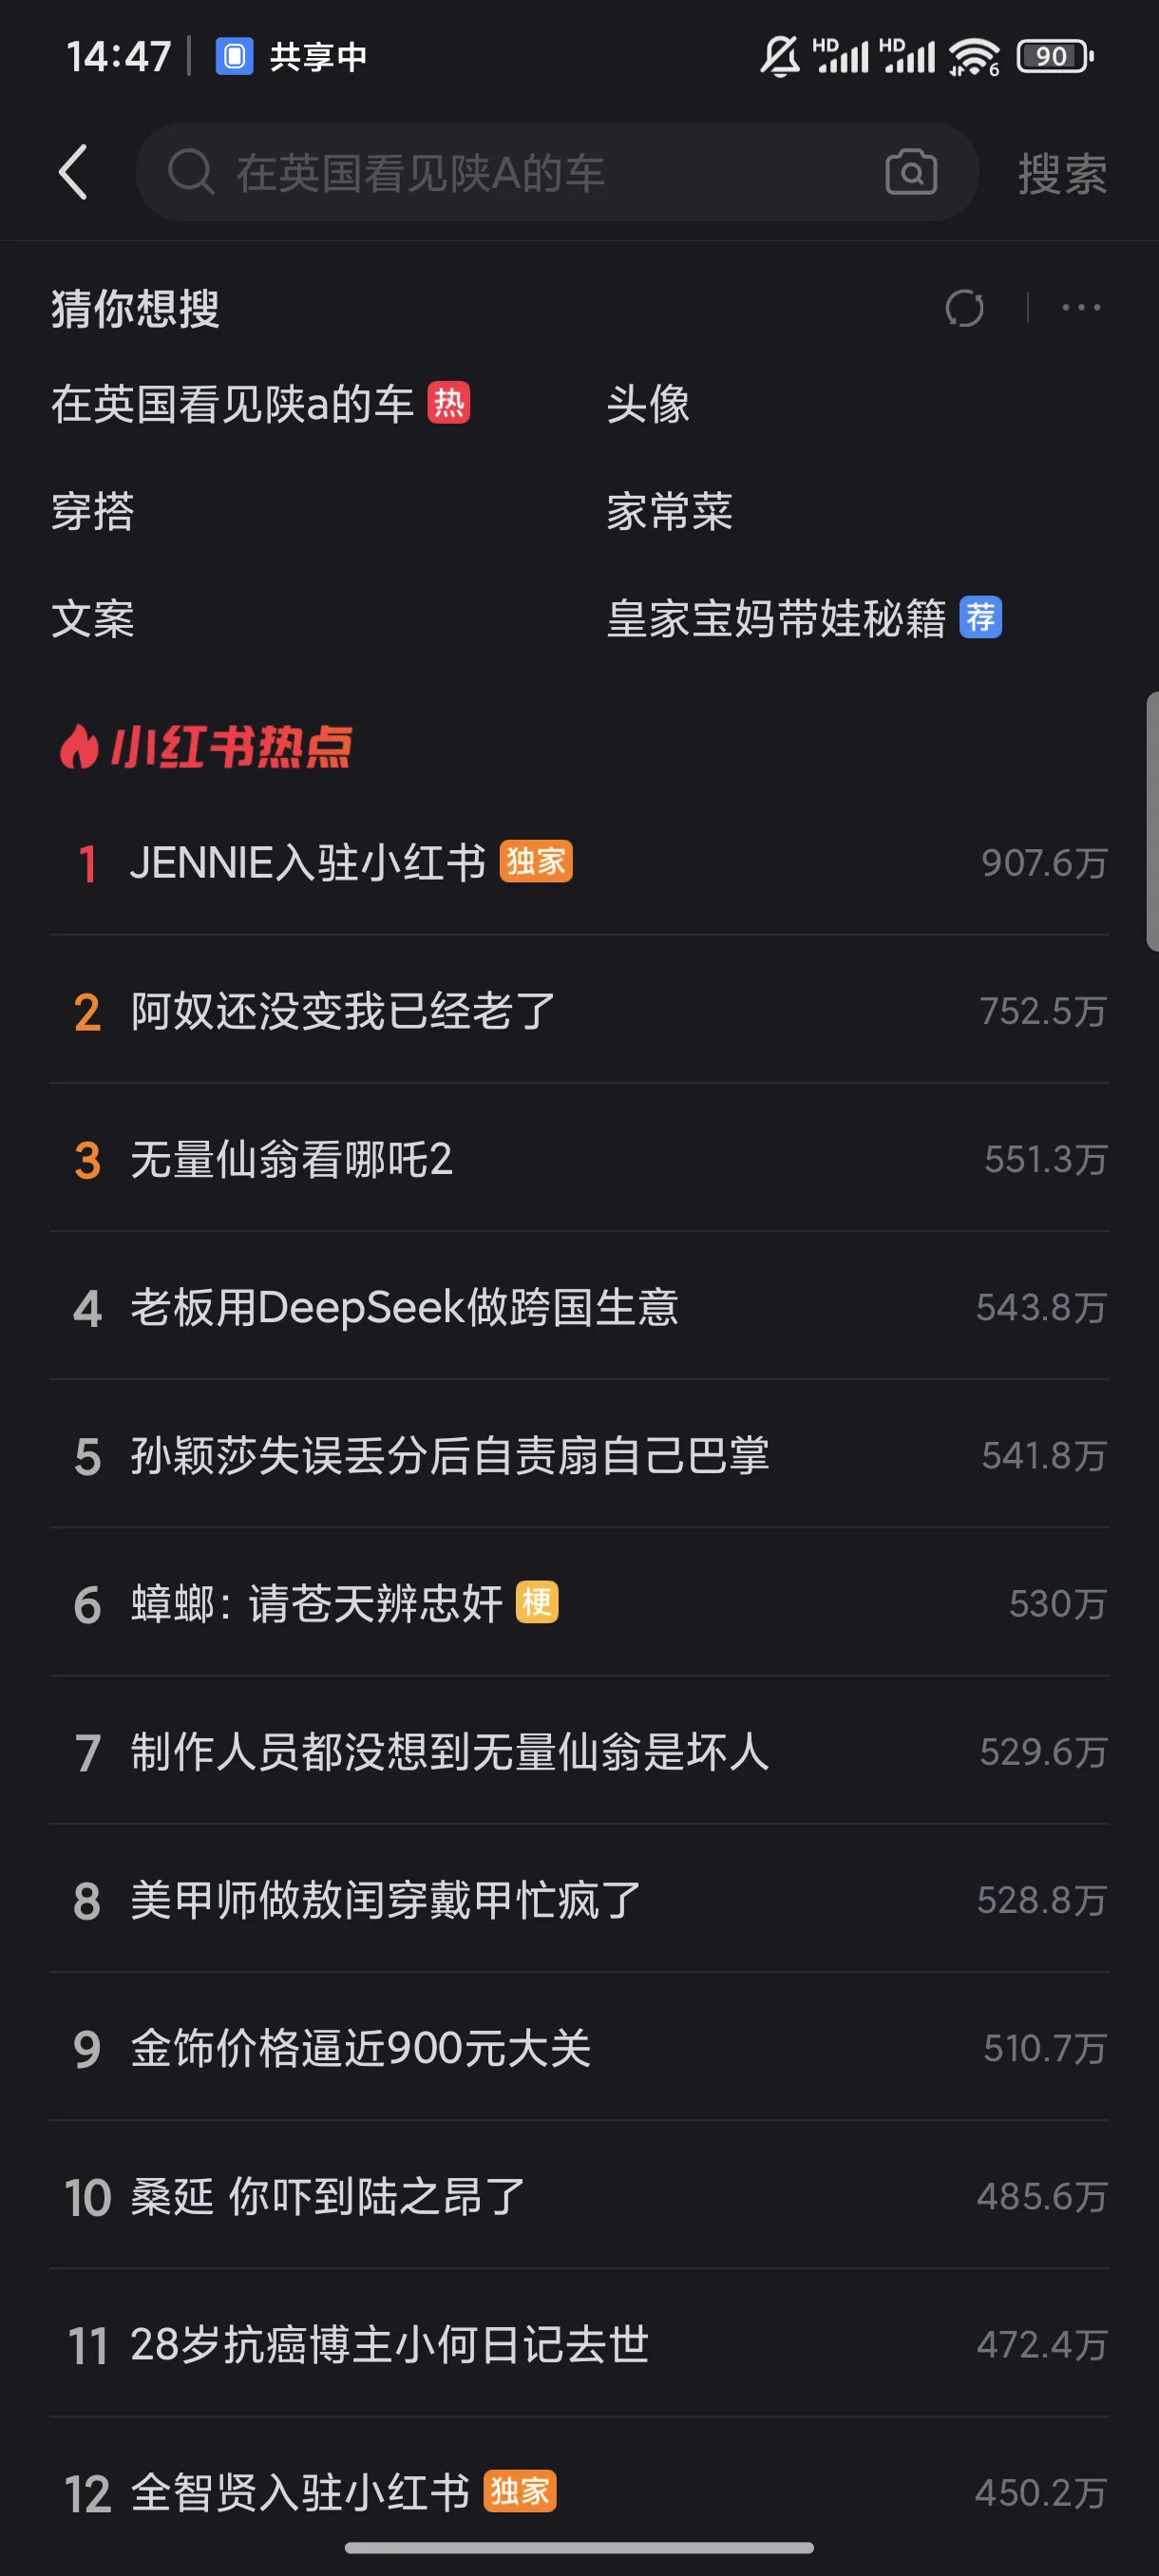 14:47 共享中 HD HD 6 90
在英国看见陕A的车 搜索
猜你想搜
在英国看见陕a的车 热 头像
穿搭 家常菜
文案 皇家宝妈带娃秘籍 荐
小红书热点
1 JENNIE入驻小红书 独家 907.6万
2 阿奴还没变我已经老了 752.5万
3 无量仙翁看哪吒2 551.3万
4 老板用DeepSeek做跨国生意 543.8万
5 孙颖莎失误丢分后自责扇自己巴掌 541.8万
6 蟑螂：请苍天辨忠奸 梗 530万
7 制作人员都没想到无量仙翁是坏人 529.6万
8 美甲师做敖闰穿戴甲忙疯了 528.8万
9 金饰价格逼近900元大关 510.7万
10 桑延 你吓到陆之昂了 485.6万
11 28岁抗癌博主小何日记去世 472.4万
12 全智贤入驻小红书 独家 450.2万